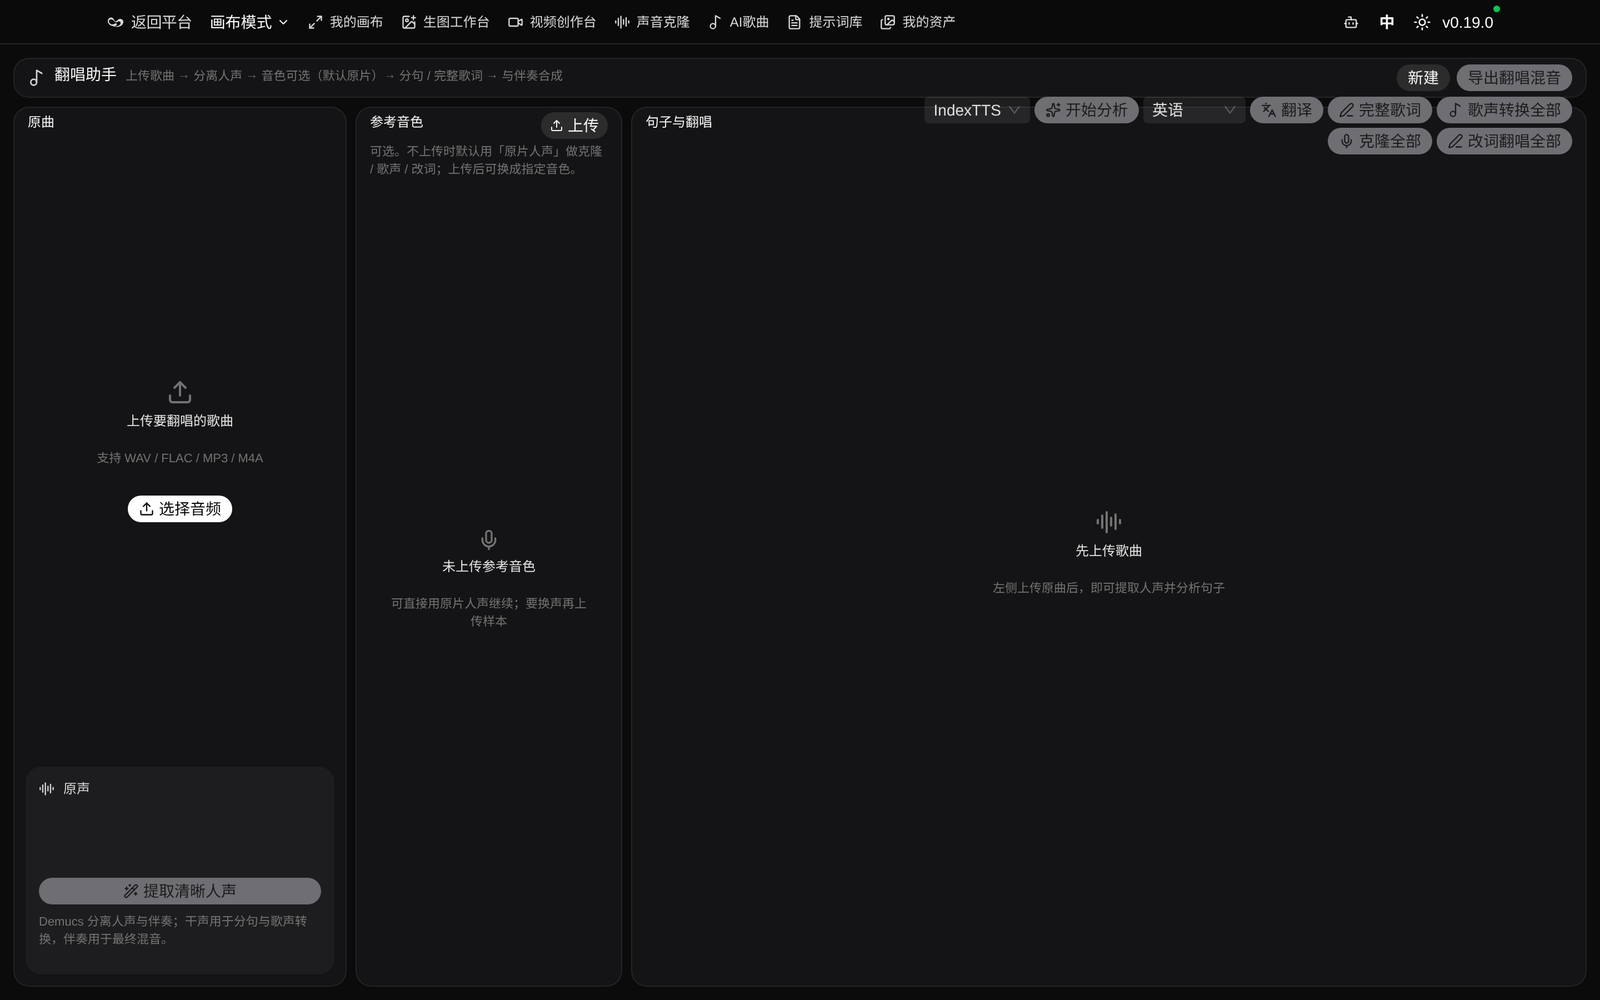 返回平台 画布模式 我的画布 生图工作台 视频创作台 声音克隆 AI歌曲 提示词库 我的资产 中 v0.19.0
翻唱助手 上传歌曲 → 分离人声 → 音色可选（默认原片）→ 分句 / 完整歌词 → 与伴奏合成 新建 导出翻唱混音
原曲
上传要翻唱的歌曲
支持 WAV / FLAC / MP3 / M4A
选择音频
原声
提取清晰人声
Demucs 分离人声与伴奏；干声用于分句与歌声转
换，伴奏用于最终混音。
参考音色 上传
可选。不上传时默认用「原片人声」做克隆
/ 歌声 / 改词；上传后可换成指定音色。
未上传参考音色
可直接用原片人声继续；要换声再上
传样本
句子与翻唱 IndexTTS 开始分析 英语 翻译 完整歌词 歌声转换全部
克隆全部 改词翻唱全部
先上传歌曲
左侧上传原曲后，即可提取人声并分析句子